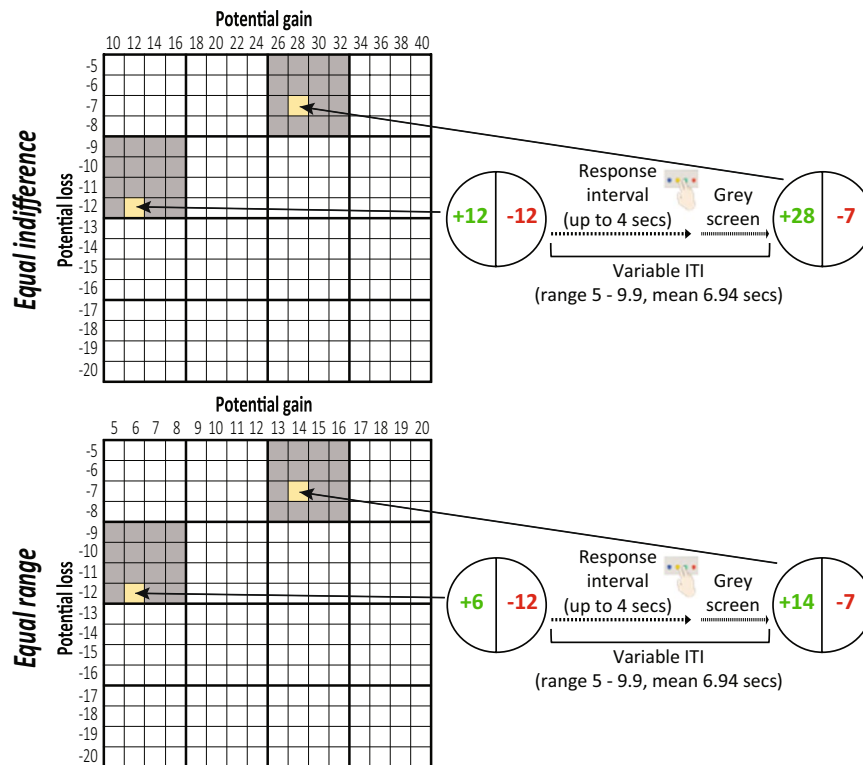 Potential gain
10 12 14 16 18 20 22 24 26 28 30 32 34 36 38 40
Equal indifference
Potential loss
-5
-6
-7
-8
-9
-10
-11
-12
-13
-14
-15
-16
-17
-18
-19
-20
+12 -12
Response
interval
(up to 4 secs)
Grey
screen
+28 -7
Variable ITI
(range 5 - 9.9, mean 6.94 secs)
Potential gain
5 6 7 8 9 10 11 12 13 14 15 16 17 18 19 20
Equal range
Potential loss
-5
-6
-7
-8
-9
-10
-11
-12
-13
-14
-15
-16
-17
-18
-19
-20
+6 -12
Response
interval
(up to 4 secs)
Grey
screen
+14 -7
Variable ITI
(range 5 - 9.9, mean 6.94 secs)